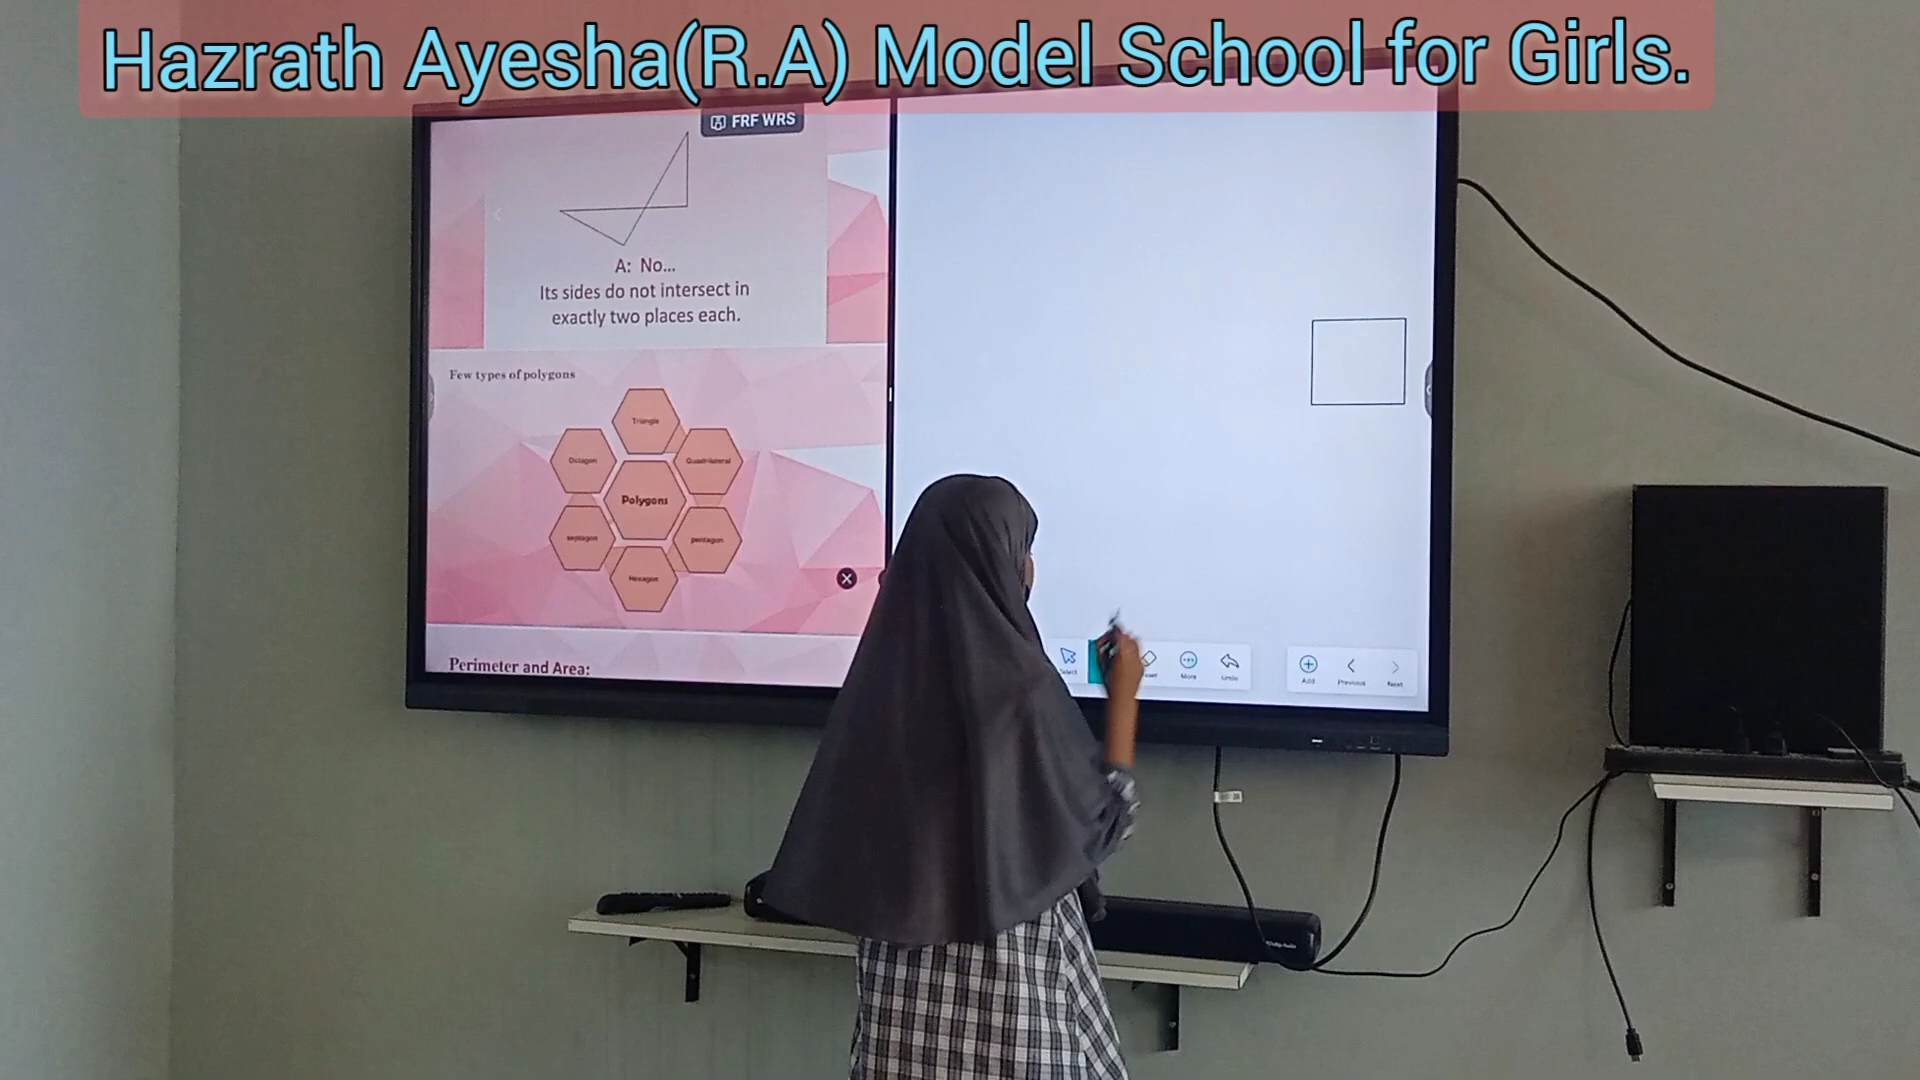 Hazrath Ayesha(R.A) Model School for Girls.
FRF WRS
A: No...
Its sides do not intersect in
exactly two places each.
Few types of polygons
Triangle
Octagon
Quadrilateral
Polygons
septagon
pentagon
Hexagon
Perimeter and Area:
Select
More
Undo
Add
Previous
Next